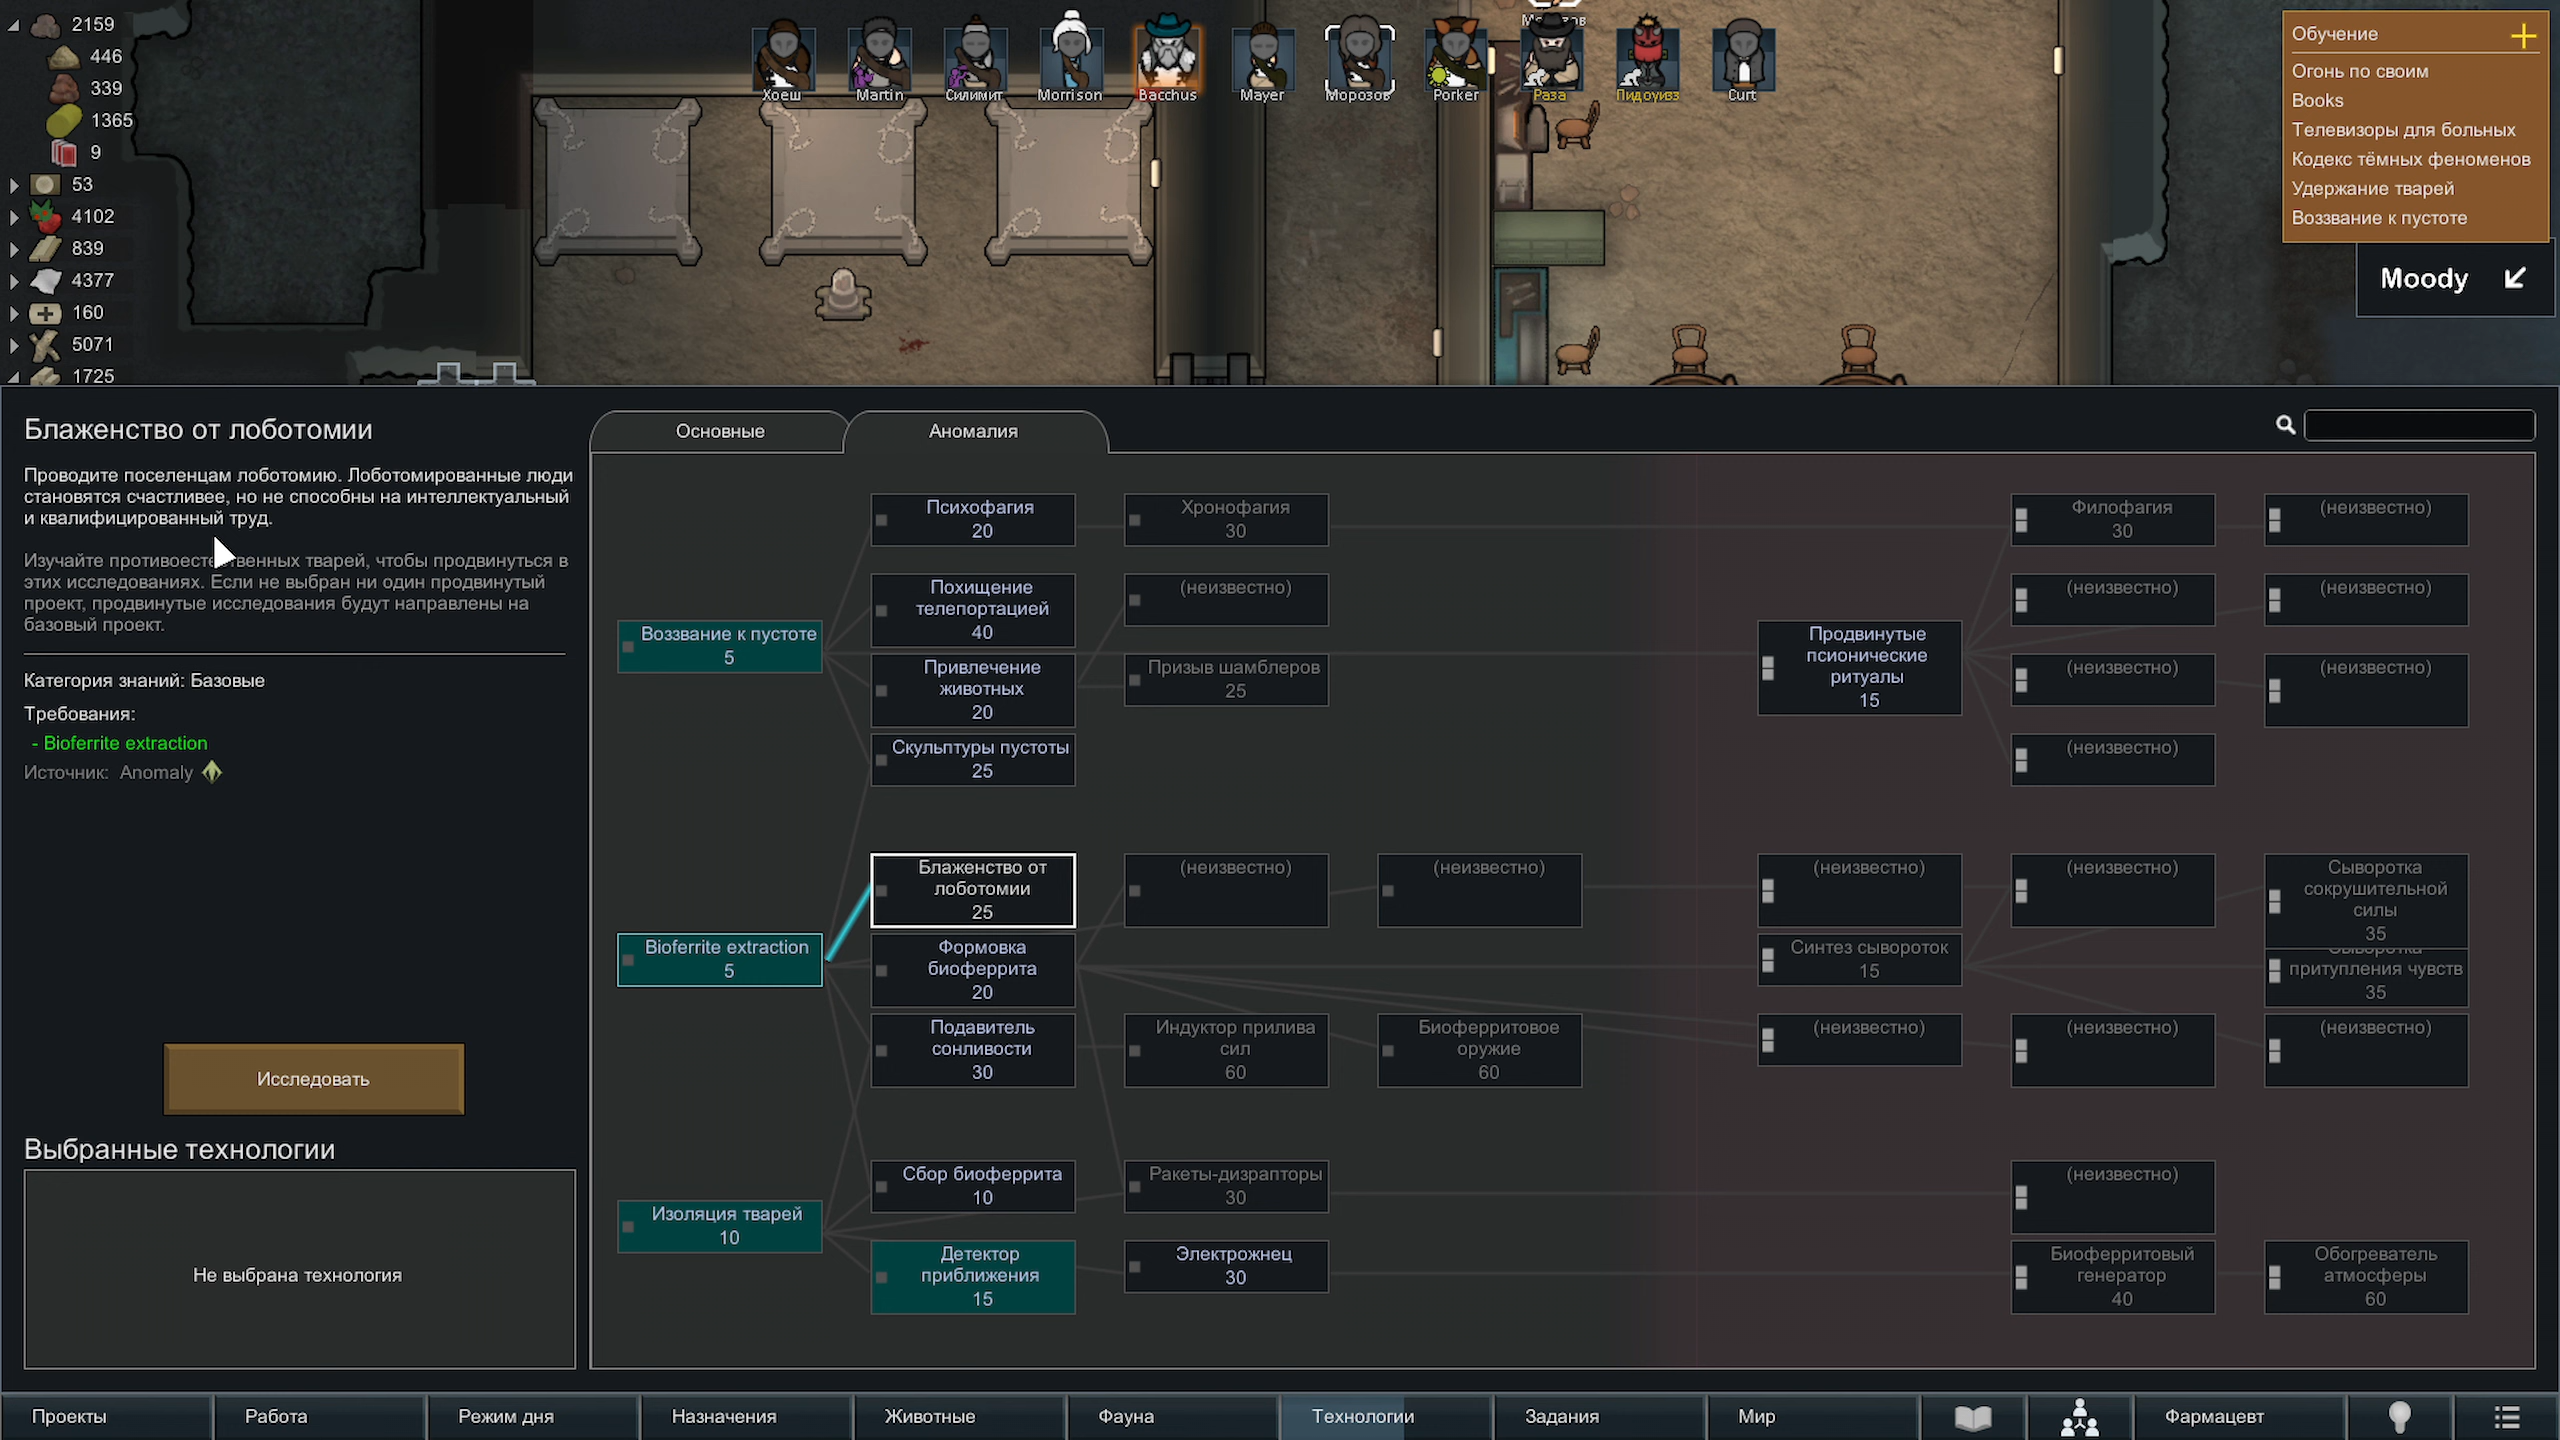 2159
446
339
1365
9
53
4102
839
4377
160
5071
1725
Хоеш
Martin
Силимит
Morrison
Bacchus
Mayer
Морозов
Porker
Раза
Пидоуизз
Curt
Обучение
Огонь по своим
Books
Телевизоры для больных
Кодекс тёмных феноменов
Удержание тварей
Воззвание к пустоте
Moody
Блаженство от лоботомии
Проводите поселенцам лоботомию. Лоботомированные люди
становятся счастливее, но не способны на интеллектуальный
и квалифицированный труд.
Изучайте противоестественных тварей, чтобы продвинуться в
этих исследованиях. Если не выбран ни один продвинутый
проект, продвинутые исследования будут направлены на
базовый проект.
Категория знаний: Базовые
Требования:
- Bioferrite extraction
Источник: Anomaly
Исследовать
Выбранные технологии
Не выбрана технология
Основные
Аномалия
Воззвание к пустоте
5
Bioferrite extraction
5
Изоляция тварей
10
Психофагия
20
Похищение
телепортацией
40
Привлечение
животных
20
Скульптуры пустоты
25
Блаженство от
лоботомии
25
Формовка
биоферрита
20
Подавитель
сонливости
30
Сбор биоферрита
10
Детектор
приближения
15
Хронофагия
30
(неизвестно)
Призыв шамблеров
25
(неизвестно)
Индуктор прилива
сил
60
Ракеты-дизрапторы
30
Электрожнец
30
(неизвестно)
Биоферритовое
оружие
60
Продвинутые
псионические
ритуалы
15
(неизвестно)
Синтез сывороток
15
(неизвестно)
Филофагия
30
(неизвестно)
(неизвестно)
(неизвестно)
(неизвестно)
(неизвестно)
(неизвестно)
Биоферритовый
генератор
40
(неизвестно)
(неизвестно)
(неизвестно)
Сыворотка
сокрушительной
силы
35
притупления чувств
35
(неизвестно)
Обогреватель
атмосферы
60
Проекты
Работа
Режим дня
Назначения
Животные
Фауна
Технологии
Задания
Мир
Фармацевт